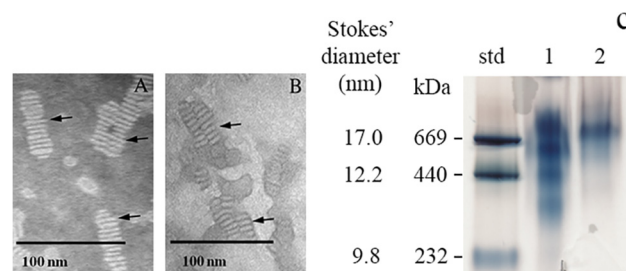 A
100 nm
B
100 nm
C
Stokes'
diameter
(nm)
kDa
std 1 2
17.0 669 -
12.2 440 -
9.8 232 -